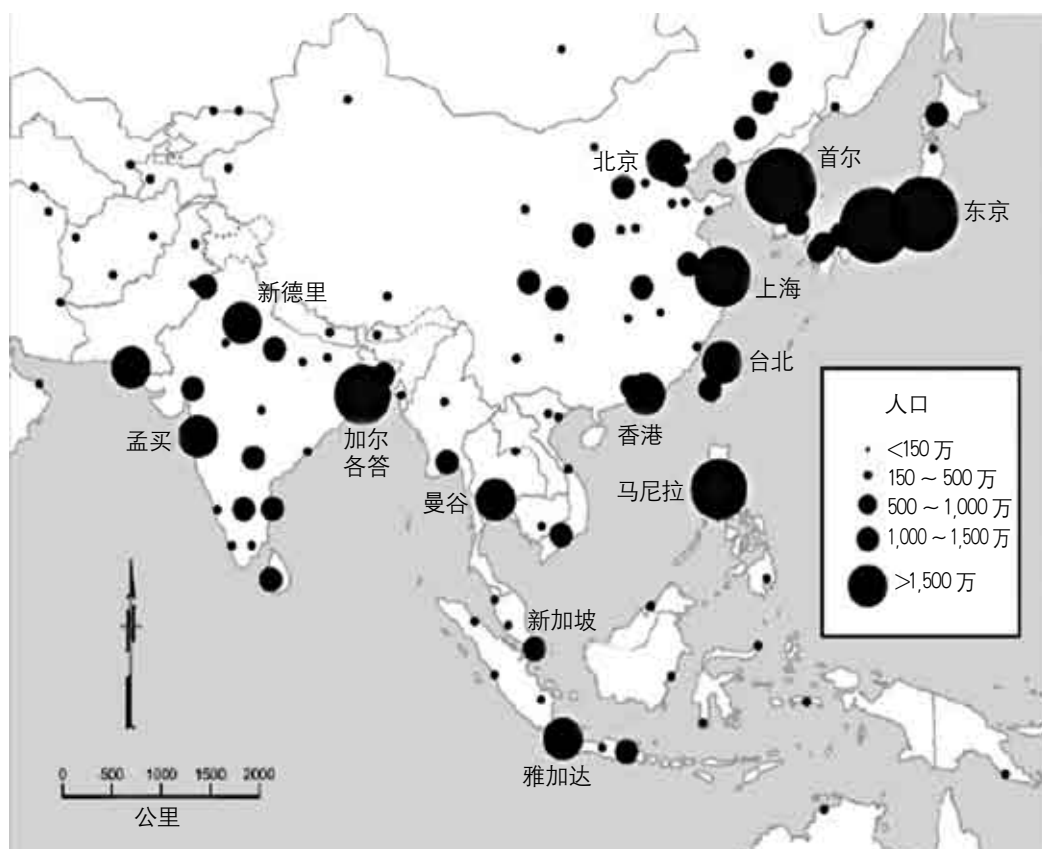 北京
首尔
东京
上海
新德里
台北
孟买
加尔
各答
香港
曼谷
马尼拉
新加坡
雅加达
人口
<150 万
150 ~ 500 万
500 ~ 1,000 万
1,000 ~ 1,500 万
>1,500 万
0 500 1000 1500 2000
公里